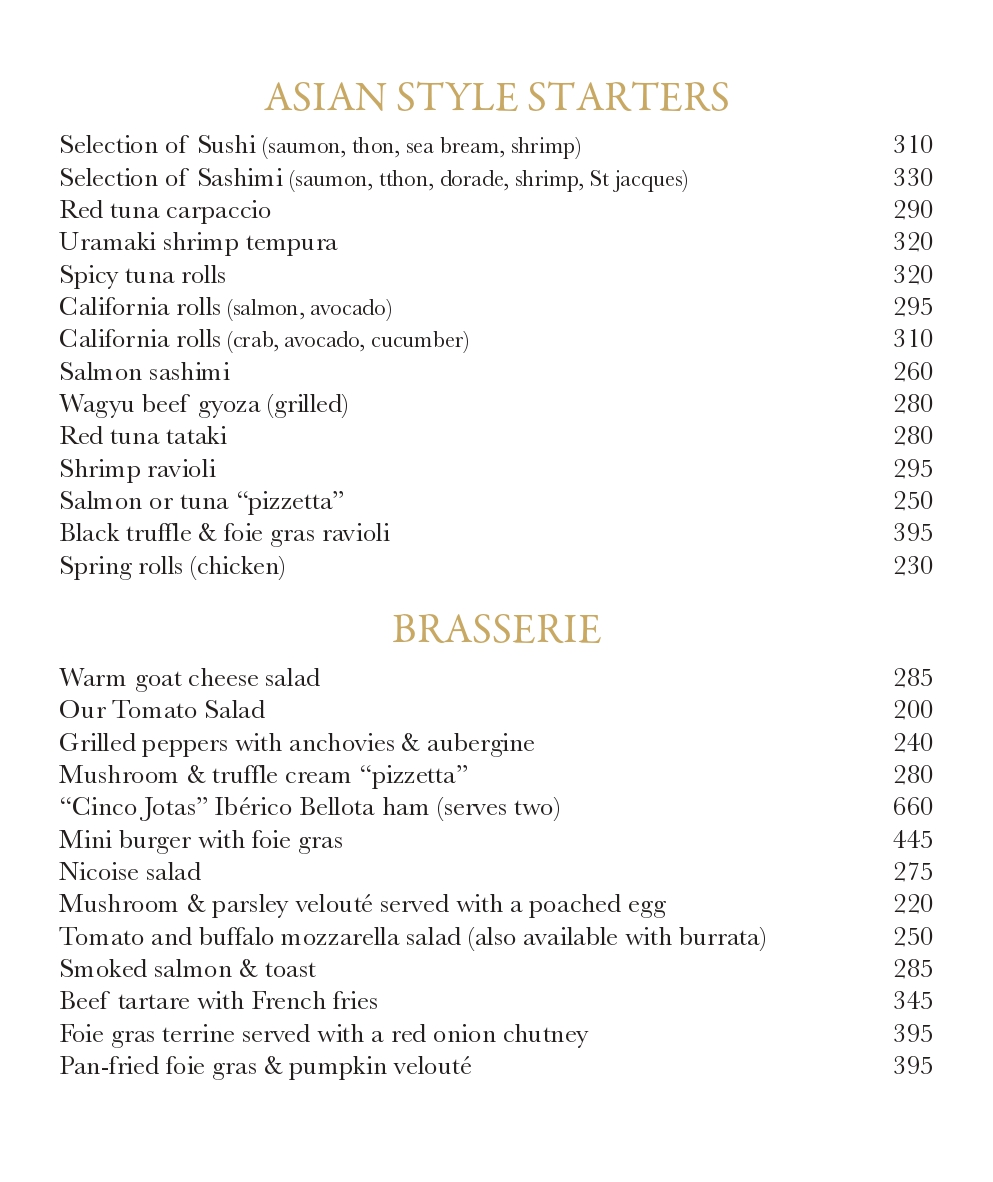 ASIAN STYLE STARTERS
Selection of Sushi (saumon, thon, sea bream, shrimp) 310
Selection of Sashimi (saumon, tthon, dorade, shrimp, St jacques) 330
Red tuna carpaccio 290
Uramaki shrimp tempura 320
Spicy tuna rolls 320
California rolls (salmon, avocado) 295
California rolls (crab, avocado, cucumber) 310
Salmon sashimi 260
Wagyu beef gyoza (grilled) 280
Red tuna tataki 280
Shrimp ravioli 295
Salmon or tuna “pizzetta” 250
Black truffle & foie gras ravioli 395
Spring rolls (chicken) 230
BRASSERIE
Warm goat cheese salad 285
Our Tomato Salad 200
Grilled peppers with anchovies & aubergine 240
Mushroom & truffle cream “pizzetta” 280
“Cinco Jotas” Ibérico Bellota ham (serves two) 660
Mini burger with foie gras 445
Nicoise salad 275
Mushroom & parsley velouté served with a poached egg 220
Tomato and buffalo mozzarella salad (also available with burrata) 250
Smoked salmon & toast 285
Beef tartare with French fries 345
Foie gras terrine served with a red onion chutney 395
Pan-fried foie gras & pumpkin velouté 395